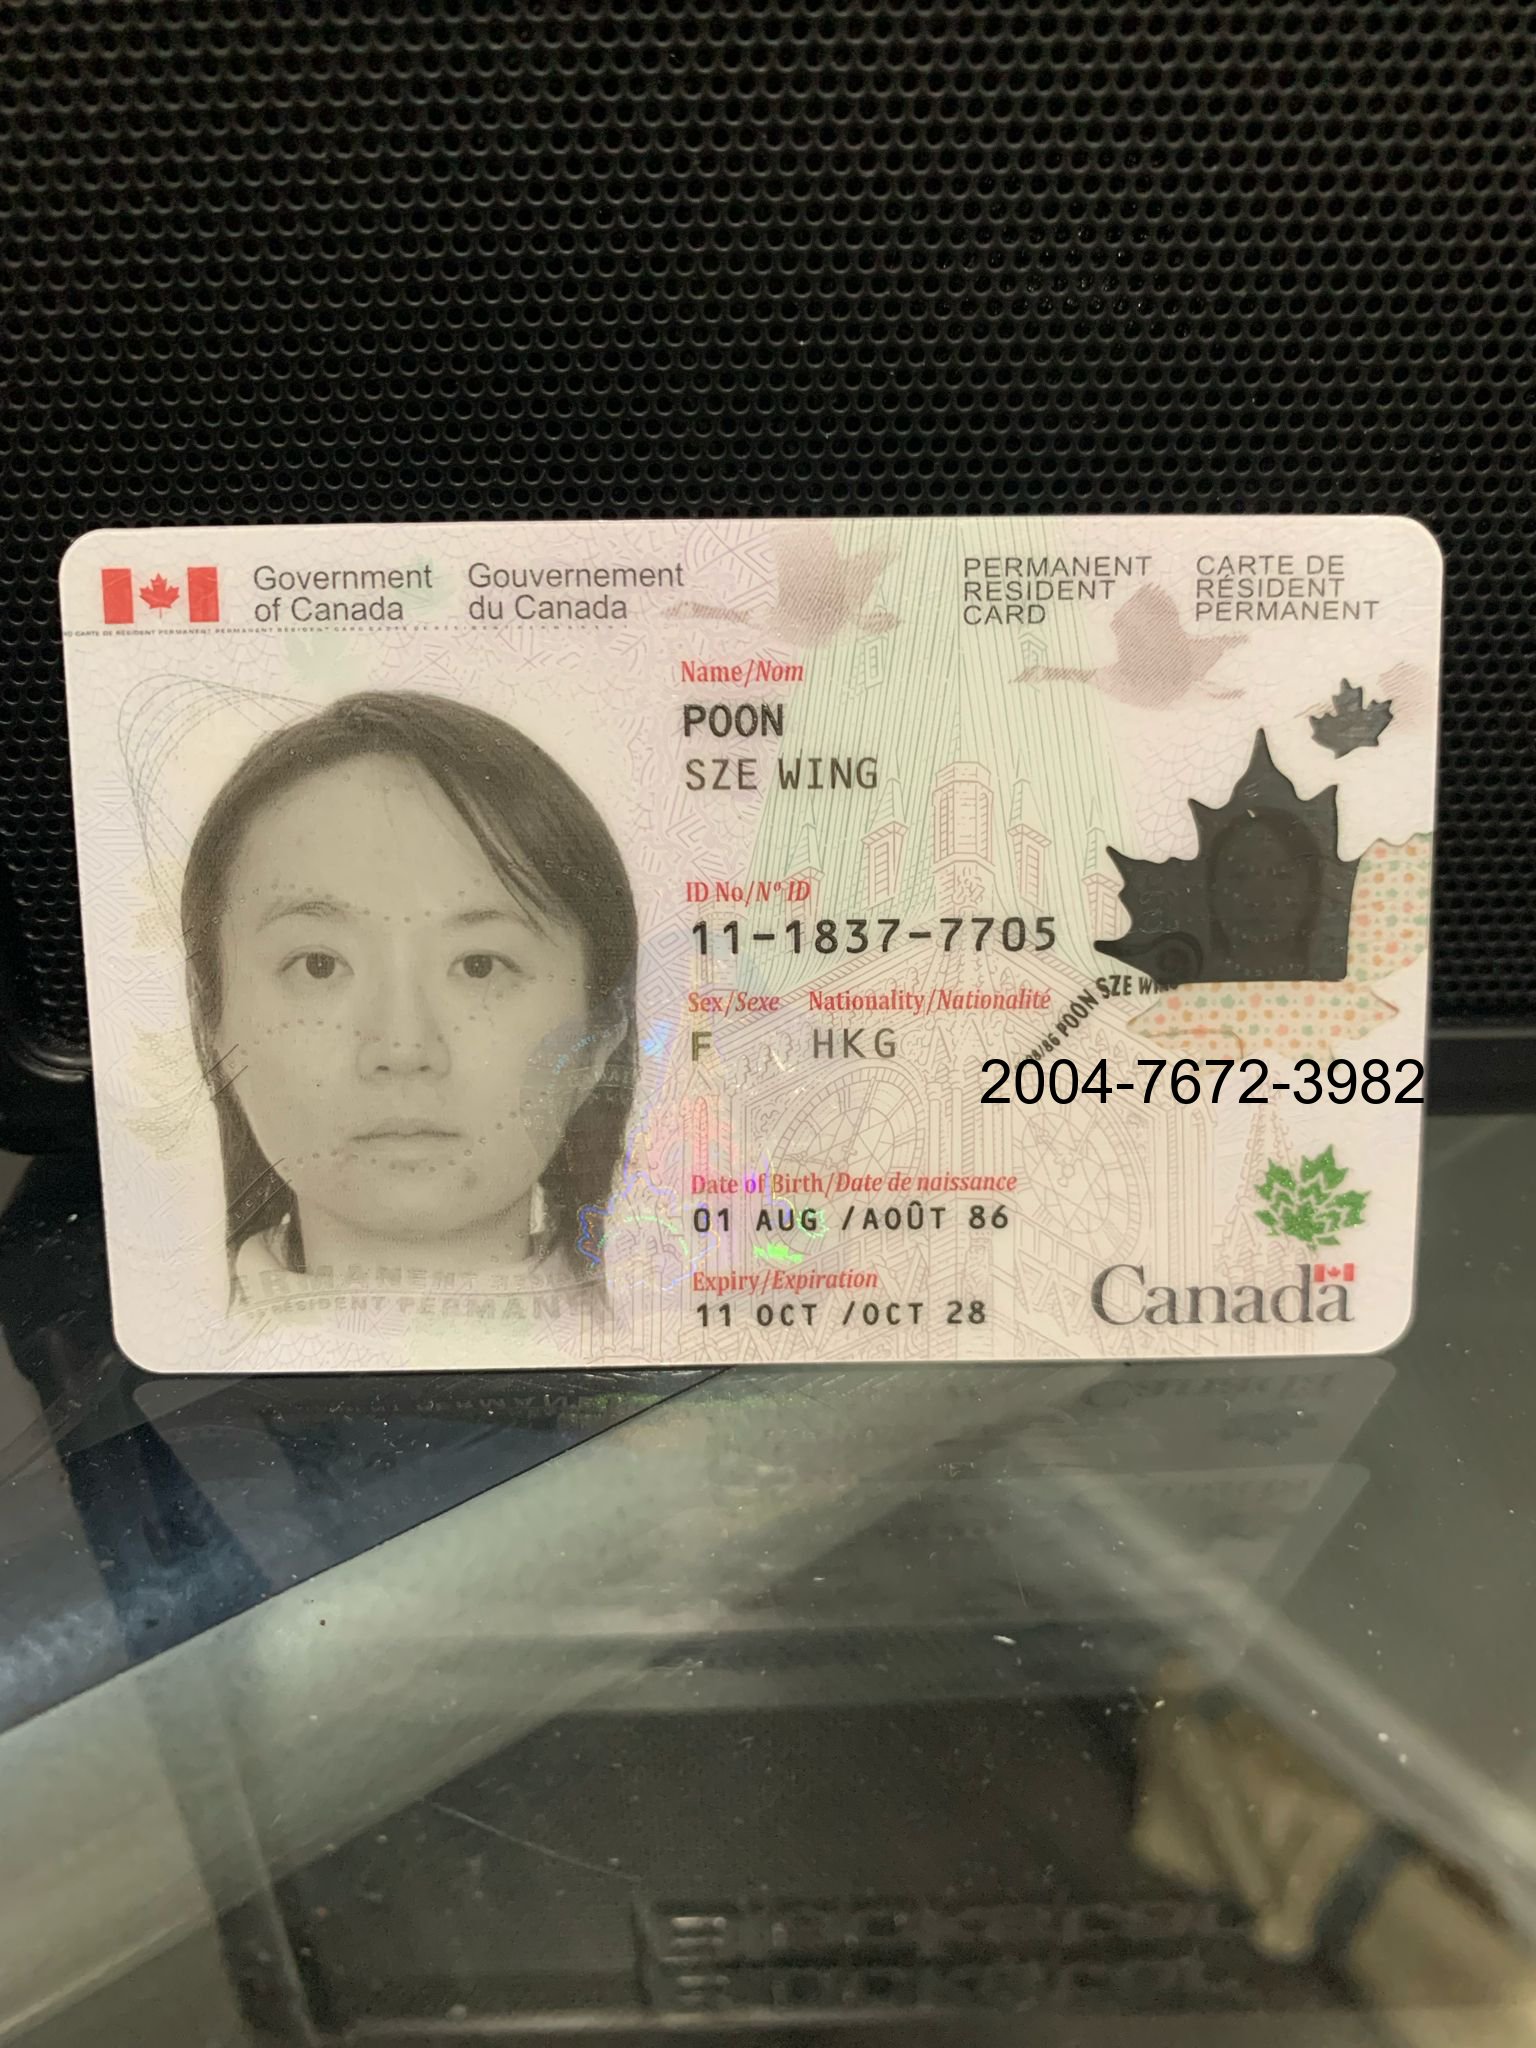 Government of Canada
Gouvernement du Canada
PERMANENT RESIDENT CARD
CARTE DE RÉSIDENT PERMANENT
Name/Nom
POON
SZE WING
ID No/Nº ID
11-1837-7705
Sex/Sexe Nationality/Nationalité
F HKG
/86 POON SZE
2004-7672-3982
Date of Birth/Date de naissance
01 AUG /AOÛT 86
Expiry/Expiration
11 OCT /OCT 28
Canada